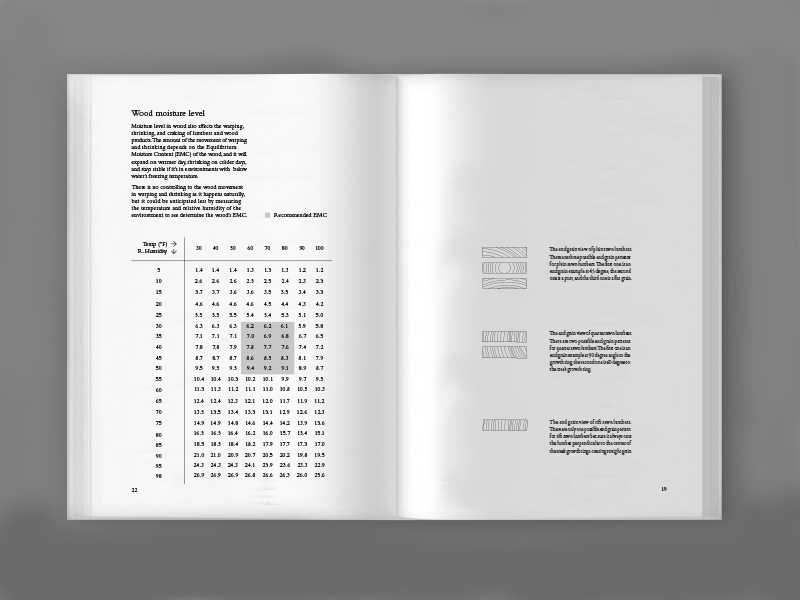 Wood moisture level
Moisture level in wood also affects the warping,
shrinking, and craking of lumbers and wood
products. The amount of the movement of warping
and shrinking depends on the Equilibrium
Moisture Content (EMC) of the wood, and it will
expand on warmer day, shrinking on colder days,
and stays stable if it's in environments with below
water's freezing temperature.
There is no controlling to the wood movement
in warping and shrinking as it happens naturally,
but it could be anticipated less by measuring
the temperature and relative humidity of the
environment to see determine the wood's EMC.
Recommended EMC
Temp (°F) → 30 40 50 60 70 80 90 100
R. Humidity ↓
5 1.4 1.4 1.4 1.3 1.3 1.3 1.2 1.2
10 2.6 2.6 2.6 2.5 2.5 2.4 2.3 2.3
15 3.7 3.7 3.6 3.6 3.5 3.5 3.4 3.3
20 4.6 4.6 4.6 4.6 4.5 4.4 4.3 4.2
25 5.5 5.5 5.5 5.4 5.4 5.3 5.1 5.0
30 6.3 6.3 6.3 6.2 6.2 6.1 5.9 5.8
35 7.1 7.1 7.1 7.0 6.9 6.8 6.7 6.5
40 7.8 7.8 7.9 7.8 7.7 7.6 7.4 7.2
45 8.7 8.7 8.7 8.6 8.5 8.3 8.1 7.9
50 9.5 9.5 9.5 9.4 9.2 9.1 8.9 8.7
55 10.4 10.4 10.3 10.2 10.1 9.9 9.7 9.5
60 11.3 11.3 11.2 11.1 11.0 10.8 10.5 10.3
65 12.4 12.4 12.3 12.1 12.0 11.7 11.9 11.2
70 13.5 13.5 13.4 13.3 13.1 12.9 12.6 12.3
75 14.9 14.9 14.8 14.6 14.4 14.2 13.9 13.6
80 16.5 16.5 16.4 16.2 16.0 15.7 15.4 15.1
85 18.5 18.5 18.4 18.2 17.9 17.7 17.3 17.0
90 21.0 21.0 20.9 20.7 20.5 20.2 19.8 19.5
95 24.3 24.3 24.3 24.1 23.9 23.6 23.3 22.9
98 26.9 26.9 26.9 26.8 26.6 26.3 26.0 25.6
22
The end grain view of plain sawn lumbers.
There are three possible end grain patterns
for plain sawn lumbers. The first one is an
end grain example at 45 degree, the second
one is a post, and the third one is a flat grain.
The end grain view of quarter sawn lumbers.
There are two possible end grain patterns
for quarter sawn lumbers. The first one is an
end grain example at 90 degree angle to the
growth ring; the second one is 60 degrees to
the tree's growth ring.
The end grain view of rift sawn lumbers.
There are only one possible end grain pattern
for rift sawn lumbers because it always cuts
the lumber perpendicular to the center of
the tree's growth rings, creating straight grain
19